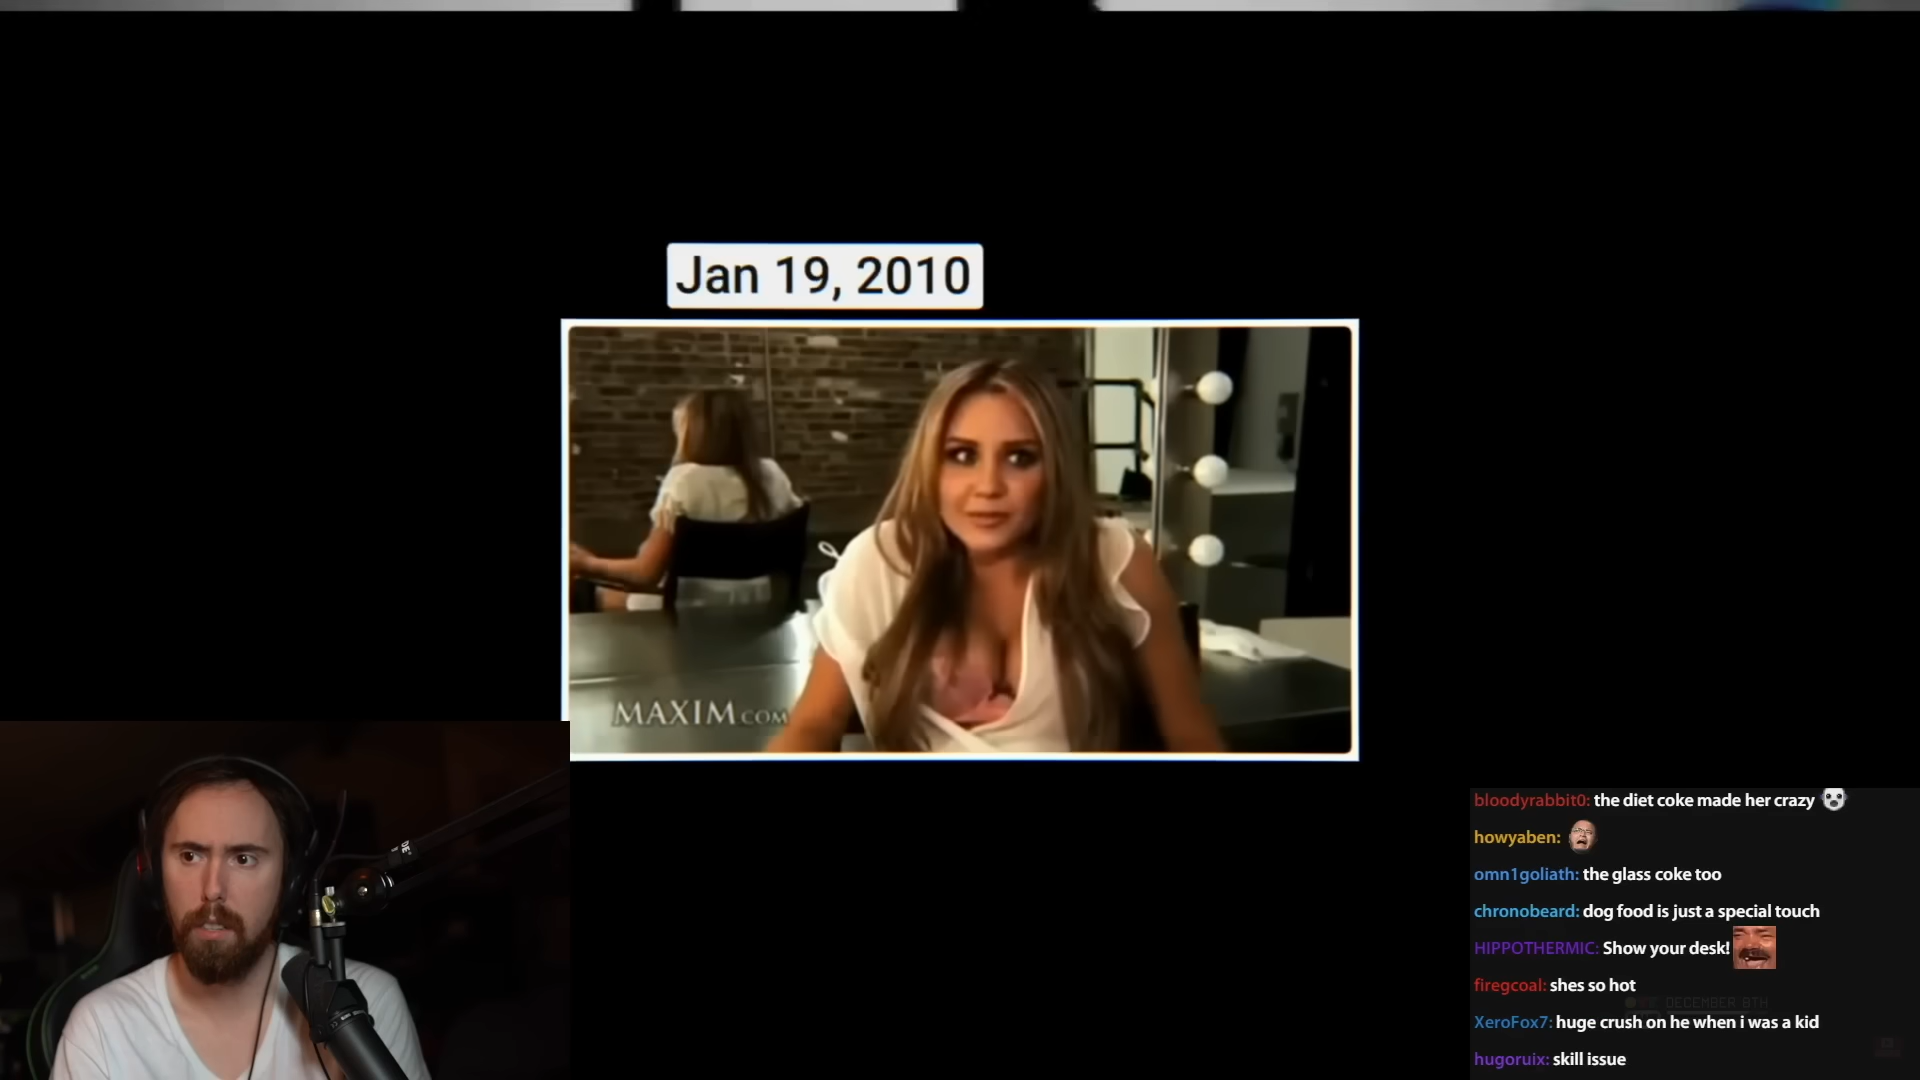 Jan 19, 2010
MAXIM.COM
bloodyrabbit0: the diet coke made her crazy
howyaben:
omn1goliath: the glass coke too
chronobeard: dog food is just a special touch
HIPPOTHERMIC: Show your desk!
firegcoal: shes so hot
DECEMBER 8TH
XeroFox7: huge crush on he when i was a kid
hugoruix: skill issue